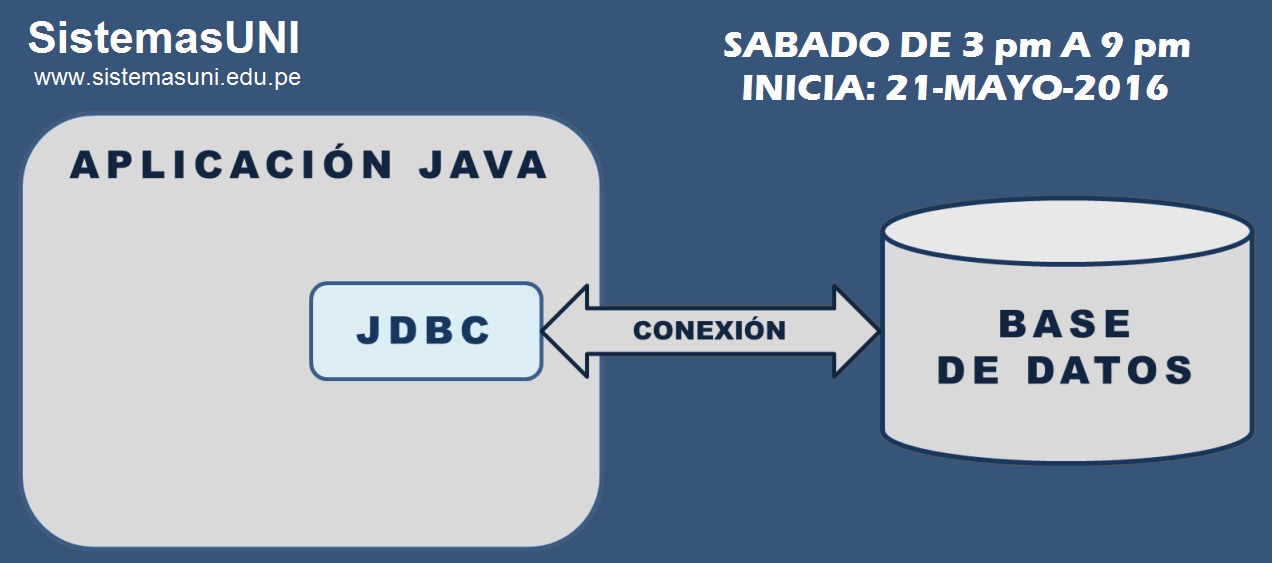 SistemasUNI
www.sistemasuni.edu.pe
SABADO DE 3 pm A 9 pm
INICIA: 21-MAYO-2016
APLICACIÓN JAVA
JDBC
CONEXIÓN
BASE
DE DATOS